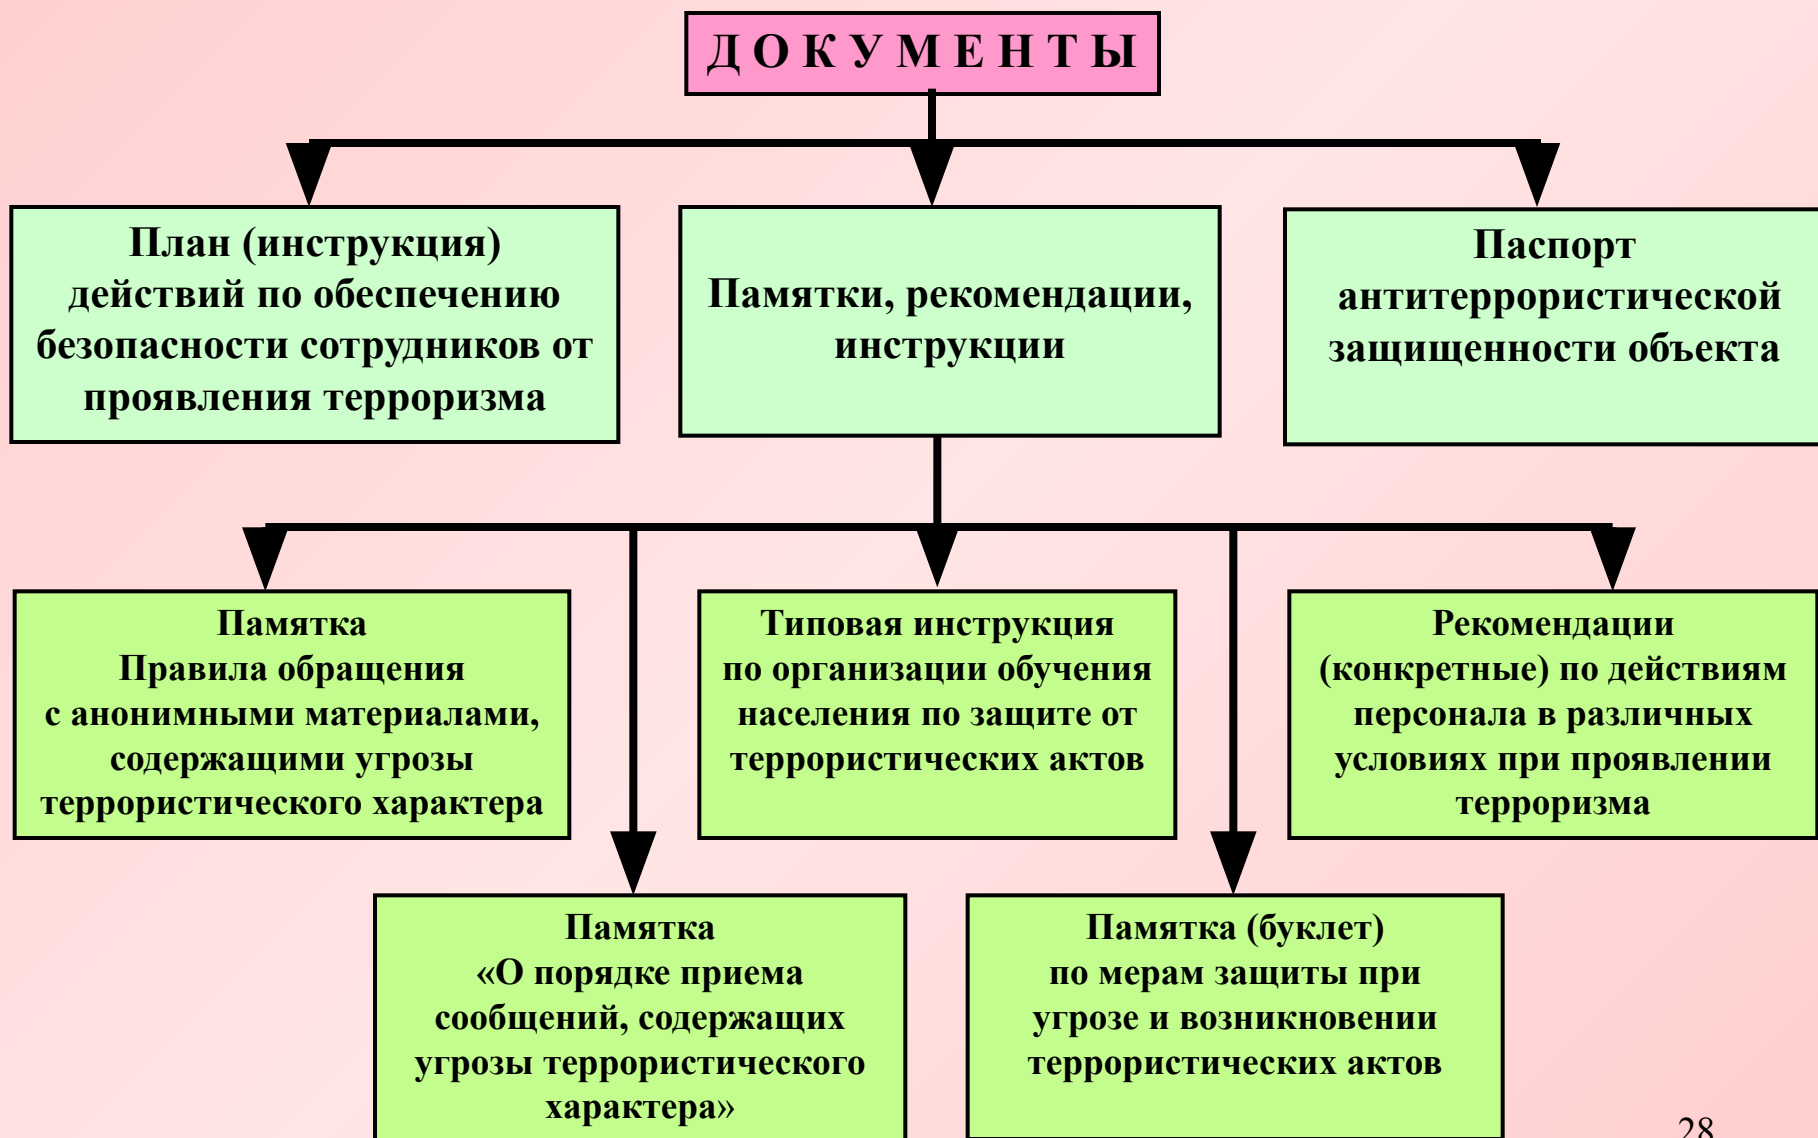 Д О К У М Е Н Т Ы
План (инструкция)
действий по обеспечению
безопасности сотрудников от
проявления терроризма
Памятки, рекомендации,
инструкции
Паспорт
антитеррористической
защищенности объекта
Памятка
Правила обращения
с анонимными материалами,
содержащими угрозы
террористического характера
Типовая инструкция
по организации обучения
населения по защите от
террористических актов
Рекомендации
(конкретные) по действиям
персонала в различных
условиях при проявлении
терроризма
Памятка
«О порядке приема
сообщений, содержащих
угрозы террористического
характера»
Памятка (буклет)
по мерам защиты при
угрозе и возникновении
террористических актов
28